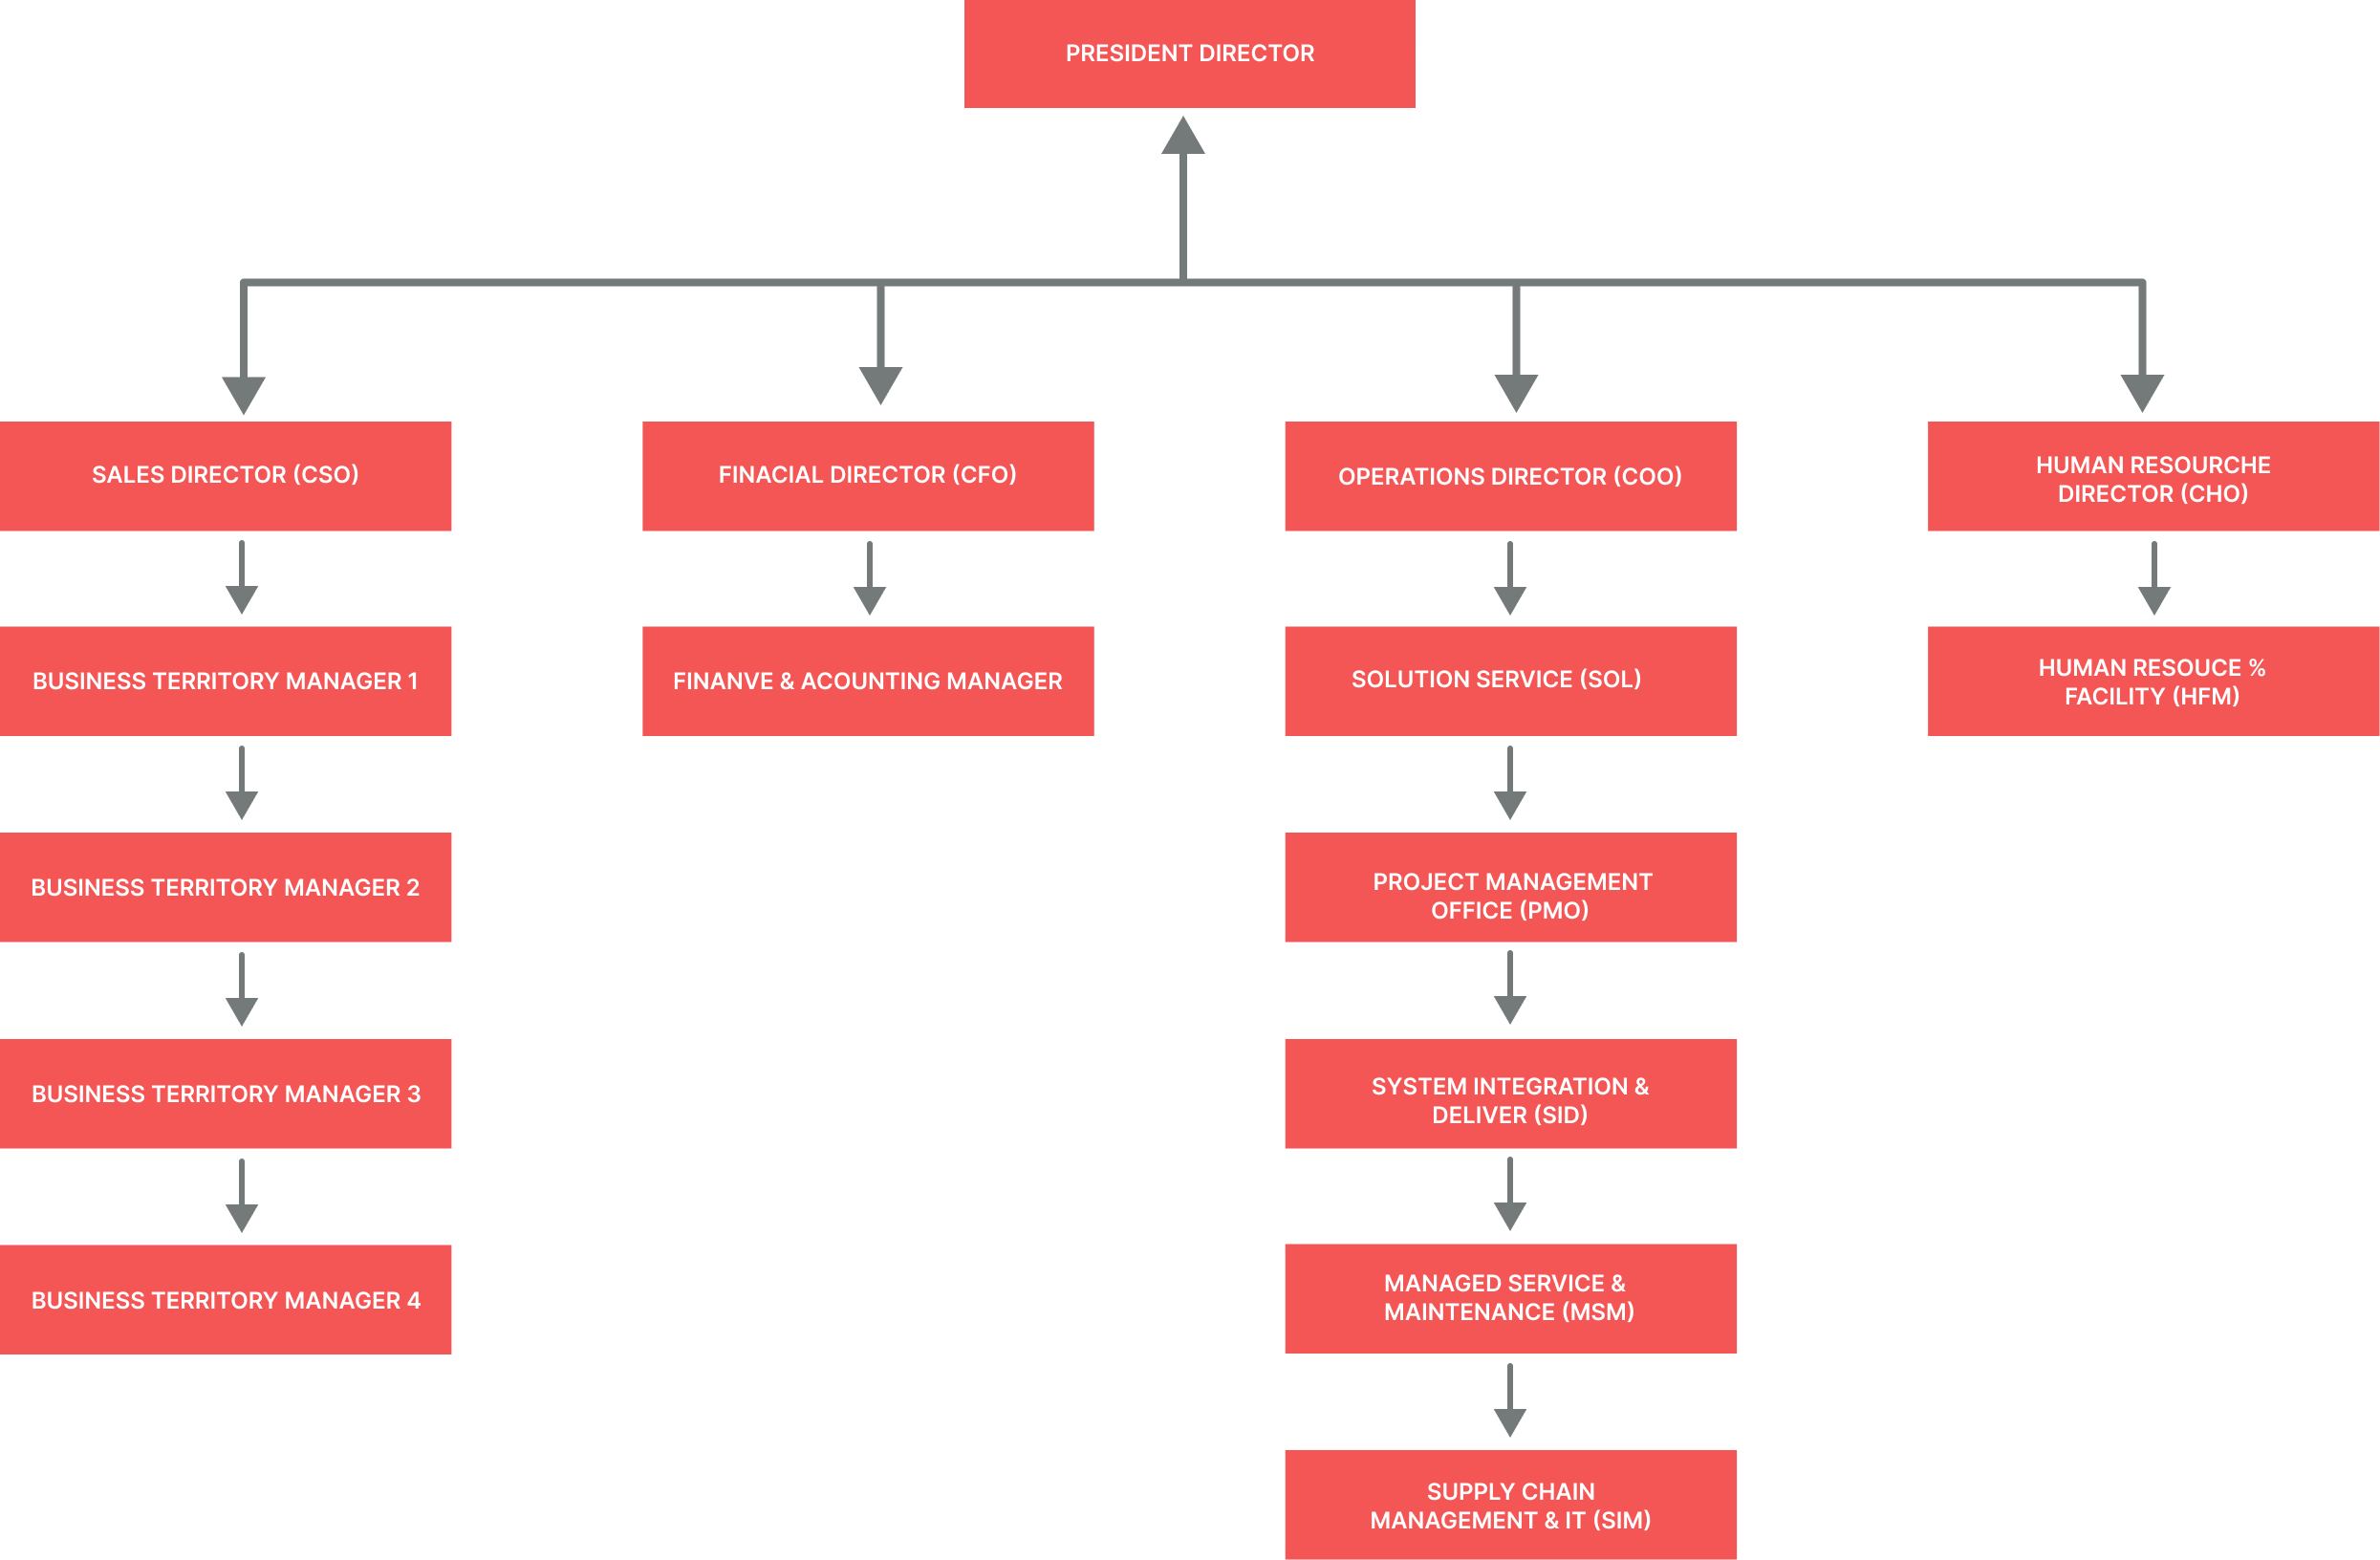 PRESIDENT DIRECTOR
SALES DIRECTOR (CSO)
FINACIAL DIRECTOR (CFO)
OPERATIONS DIRECTOR (COO)
HUMAN RESOURCHE
DIRECTOR (CHO)
BUSINESS TERRITORY MANAGER 1
FINANVE & ACOUNTING MANAGER
SOLUTION SERVICE (SOL)
HUMAN RESOUCE %
FACILITY (HFM)
BUSINESS TERRITORY MANAGER 2
PROJECT MANAGEMENT
OFFICE (PMO)
BUSINESS TERRITORY MANAGER 3
SYSTEM INTEGRATION &
DELIVER (SID)
BUSINESS TERRITORY MANAGER 4
MANAGED SERVICE &
MAINTENANCE (MSM)
SUPPLY CHAIN
MANAGEMENT & IT (SIM)